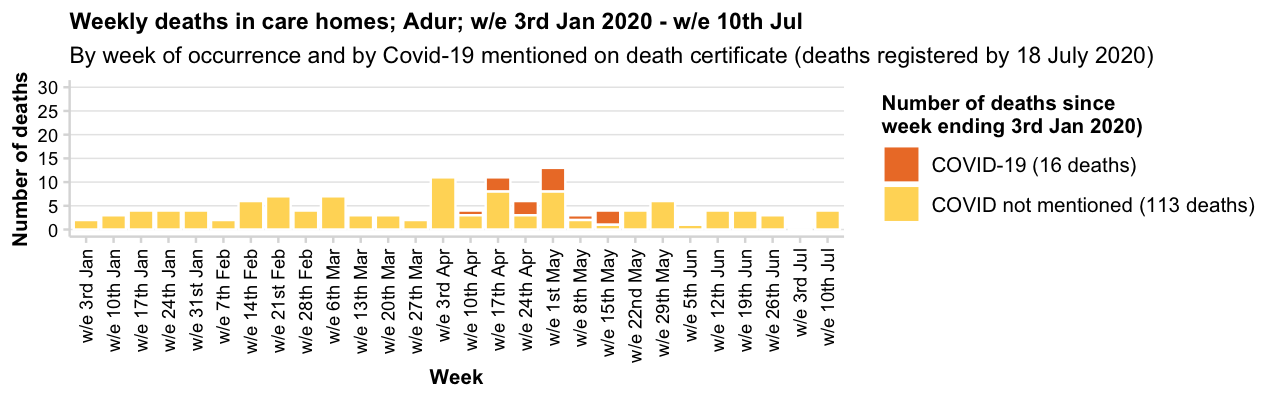 Weekly deaths in care homes; Adur; w/e 3rd Jan 2020 - w/e 10th Jul
By week of occurrence and by Covid-19 mentioned on death certificate (deaths registered by 18 July 2020)
Number of deaths
30
25
20
15
10
5
0
w/e 3rd Jan
w/e 10th Jan
w/e 17th Jan
w/e 24th Jan
w/e 31st Jan
w/e 7th Feb
w/e 14th Feb
w/e 21st Feb
w/e 28th Feb
w/e 6th Mar
w/e 13th Mar
w/e 20th Mar
w/e 27th Mar
w/e 3rd Apr
w/e 10th Apr
w/e 17th Apr
w/e 24th Apr
w/e 1st May
w/e 8th May
w/e 15th May
w/e 22nd May
w/e 29th May
w/e 5th Jun
w/e 12th Jun
w/e 19th Jun
w/e 26th Jun
w/e 3rd Jul
w/e 10th Jul
Week
Number of deaths since
week ending 3rd Jan 2020)
COVID-19 (16 deaths)
COVID not mentioned (113 deaths)